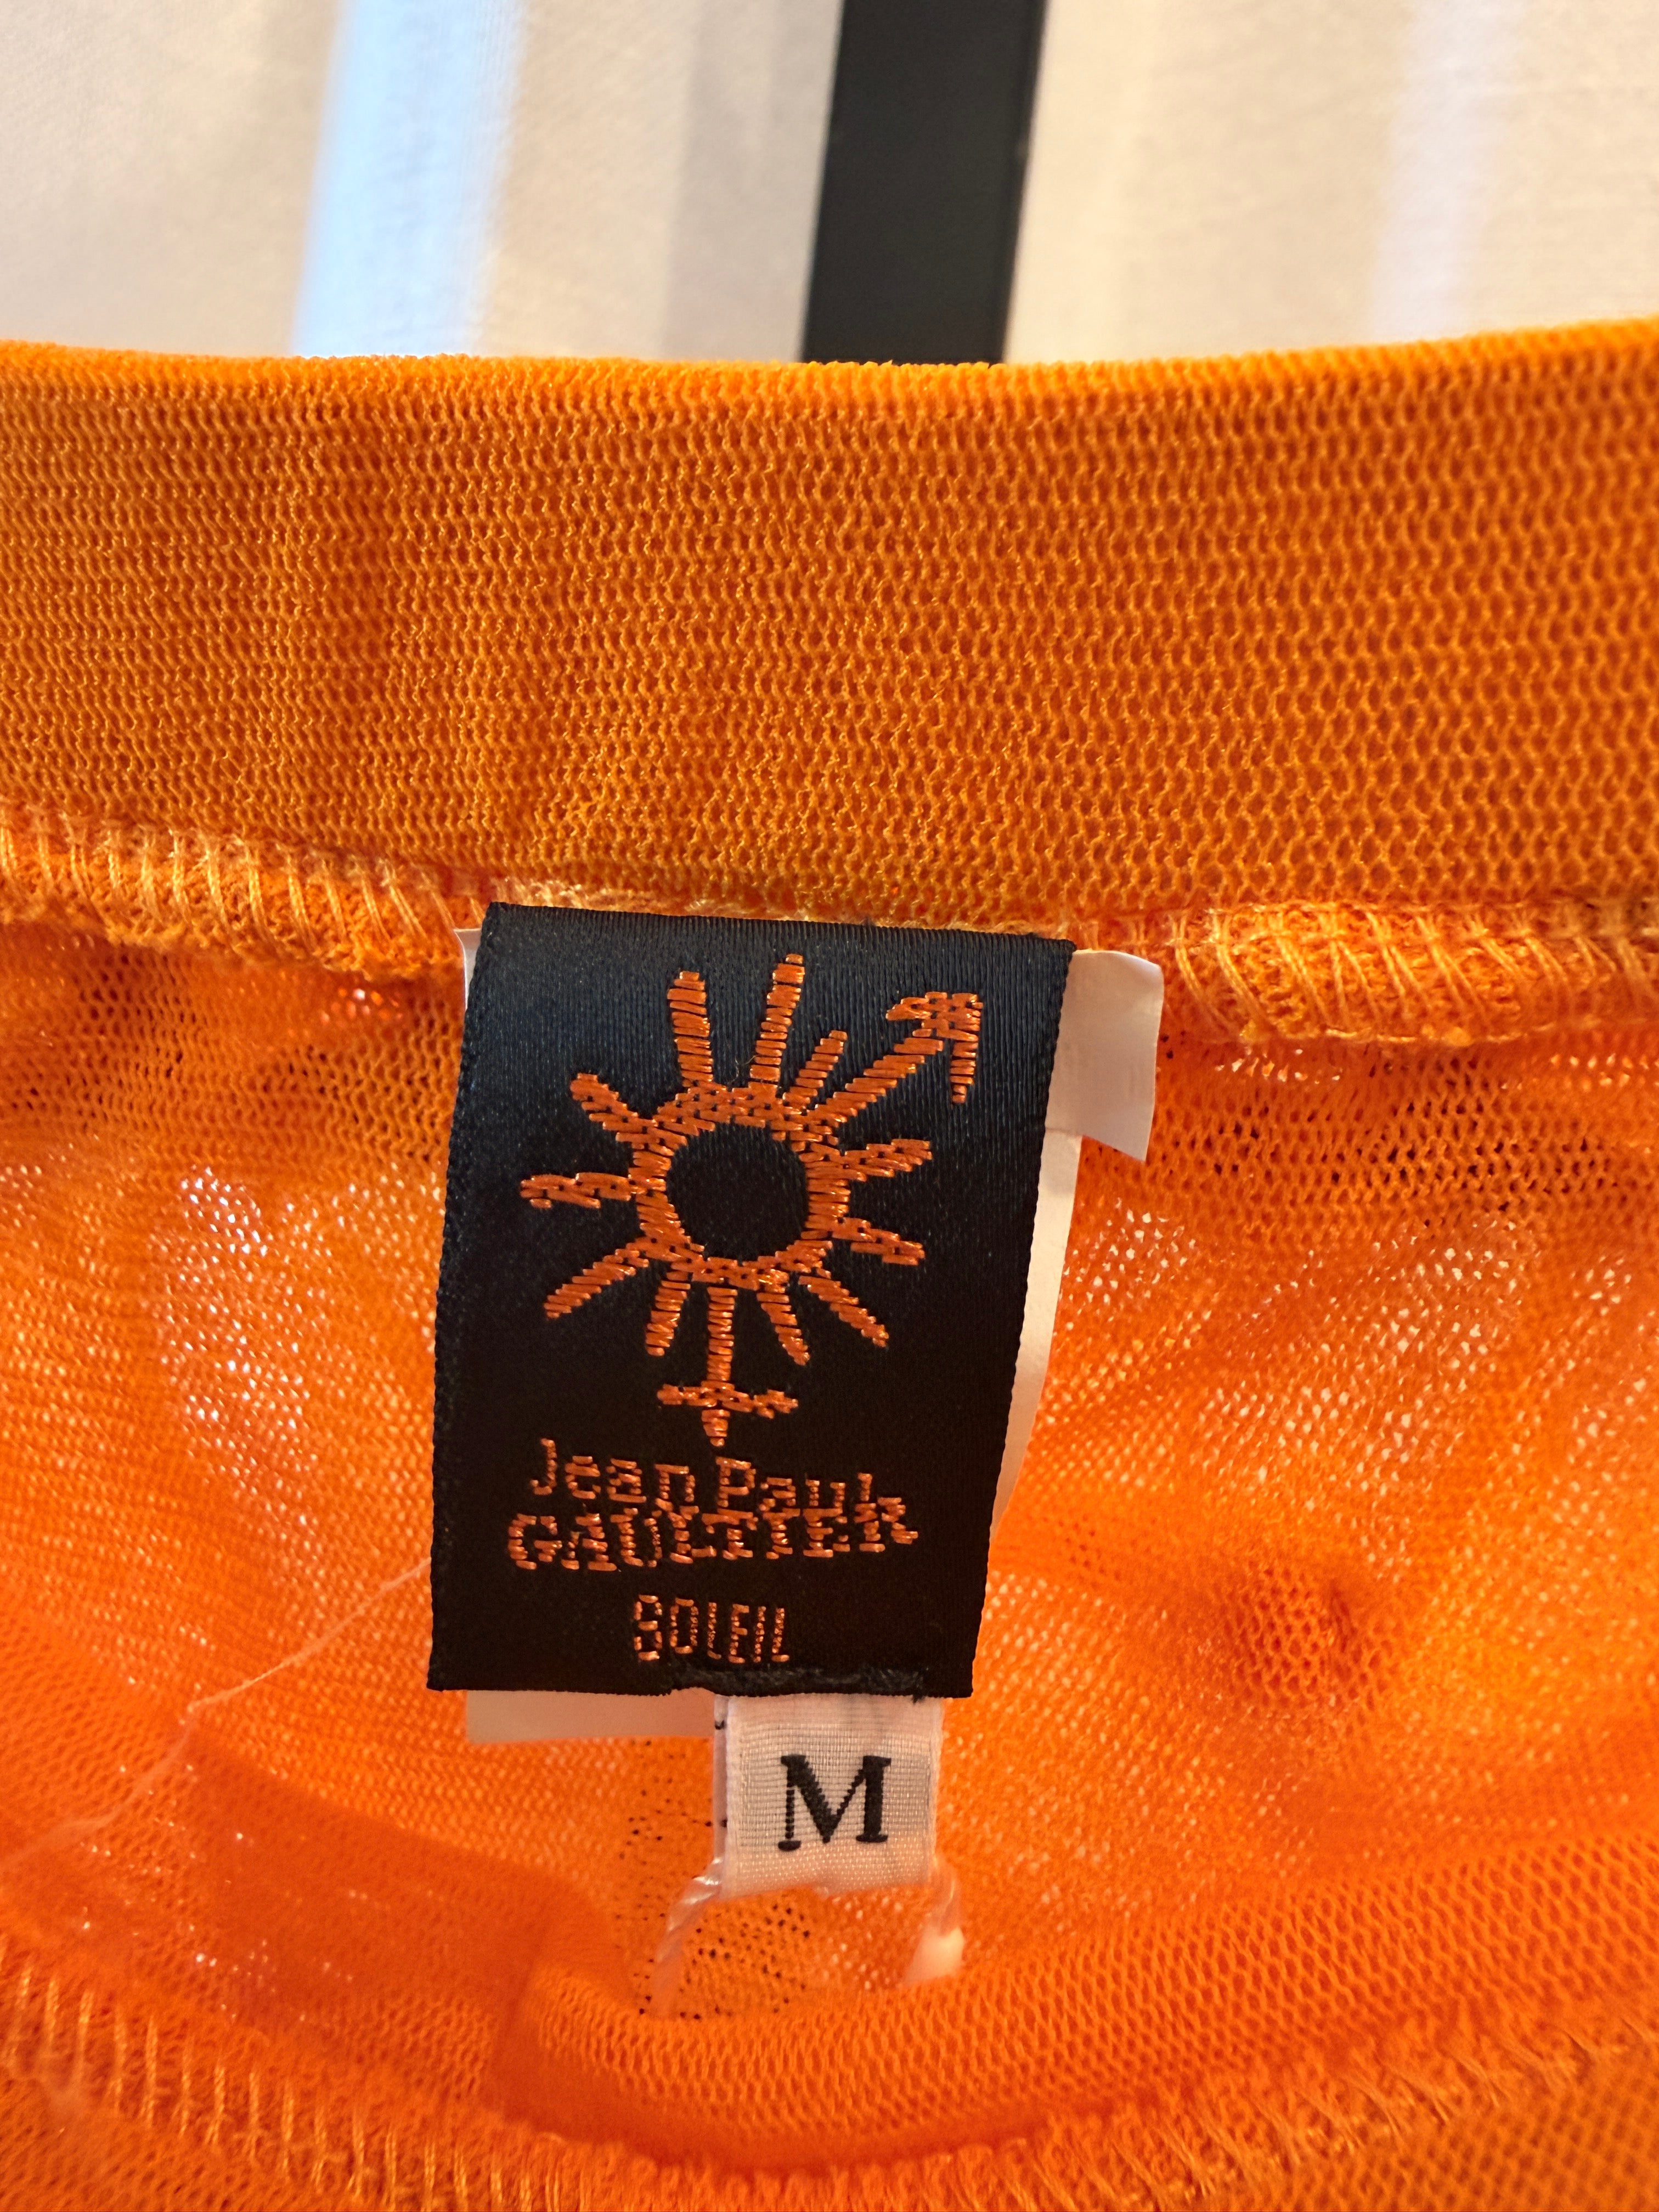 Jean Paul
GAULTIER
SOLEIL
M